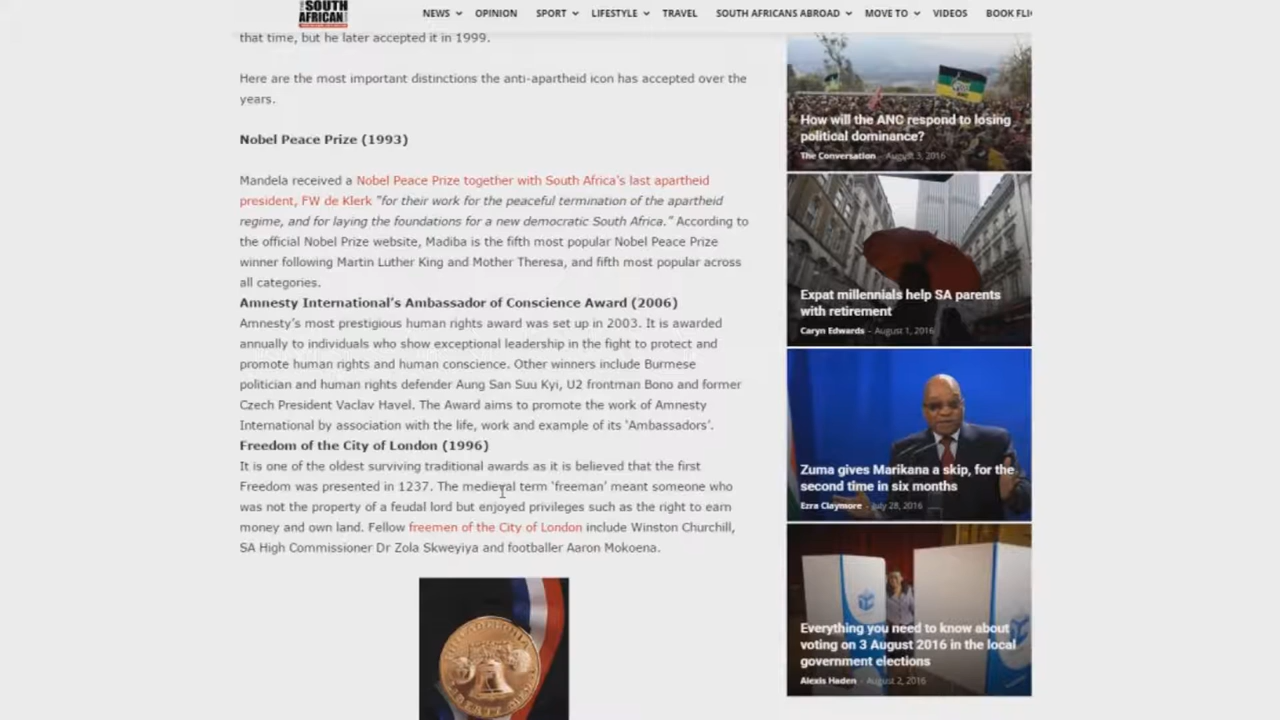 THE SOUTH AFRICAN
NEWS
OPINION
SPORT
LIFESTYLE
TRAVEL
SOUTH AFRICANS ABROAD
MOVE TO
VIDEOS
BOOK FLI
that time, but he later accepted it in 1999.
Here are the most important distinctions the anti-apartheid icon has accepted over the
years.
Nobel Peace Prize (1993)
Mandela received a Nobel Peace Prize together with South Africa's last apartheid
president, FW de Klerk "for their work for the peaceful termination of the apartheid
regime, and for laying the foundations for a new democratic South Africa." According to
the official Nobel Prize website, Madiba is the fifth most popular Nobel Peace Prize
winner following Martin Luther King and Mother Theresa, and fifth most popular across
all categories.
Amnesty International's Ambassador of Conscience Award (2006)
Amnesty's most prestigious human rights award was set up in 2003. It is awarded
annually to individuals who show exceptional leadership in the fight to protect and
promote human rights and human conscience. Other winners include Burmese
politician and human rights defender Aung San Suu Kyi, U2 frontman Bono and former
Czech President Vaclav Havel. The Award aims to promote the work of Amnesty
International by association with the life, work and example of its 'Ambassadors'.
Freedom of the City of London (1996)
It is one of the oldest surviving traditional awards as it is believed that the first
Freedom was presented in 1237. The medieval term 'freeman' meant someone who
was not the property of a feudal lord but enjoyed privileges such as the right to earn
money and own land. Fellow freemen of the City of London include Winston Churchill,
SA High Commissioner Dr Zola Skweyiya and footballer Aaron Mokoena.
PHILADELPHIA
LIBERTY MEDAL
How will the ANC respond to losing
political dominance?
The Conversation - August 3, 2016
Expat millennials help SA parents
with retirement
Caryn Edwards - August 1, 2016
Zuma gives Marikana a skip, for the
second time in six months
Ezra Claymore - July 28, 2016
Everything you need to know about
voting on 3 August 2016 in the local
government elections
Alexis Haden - August 2, 2016